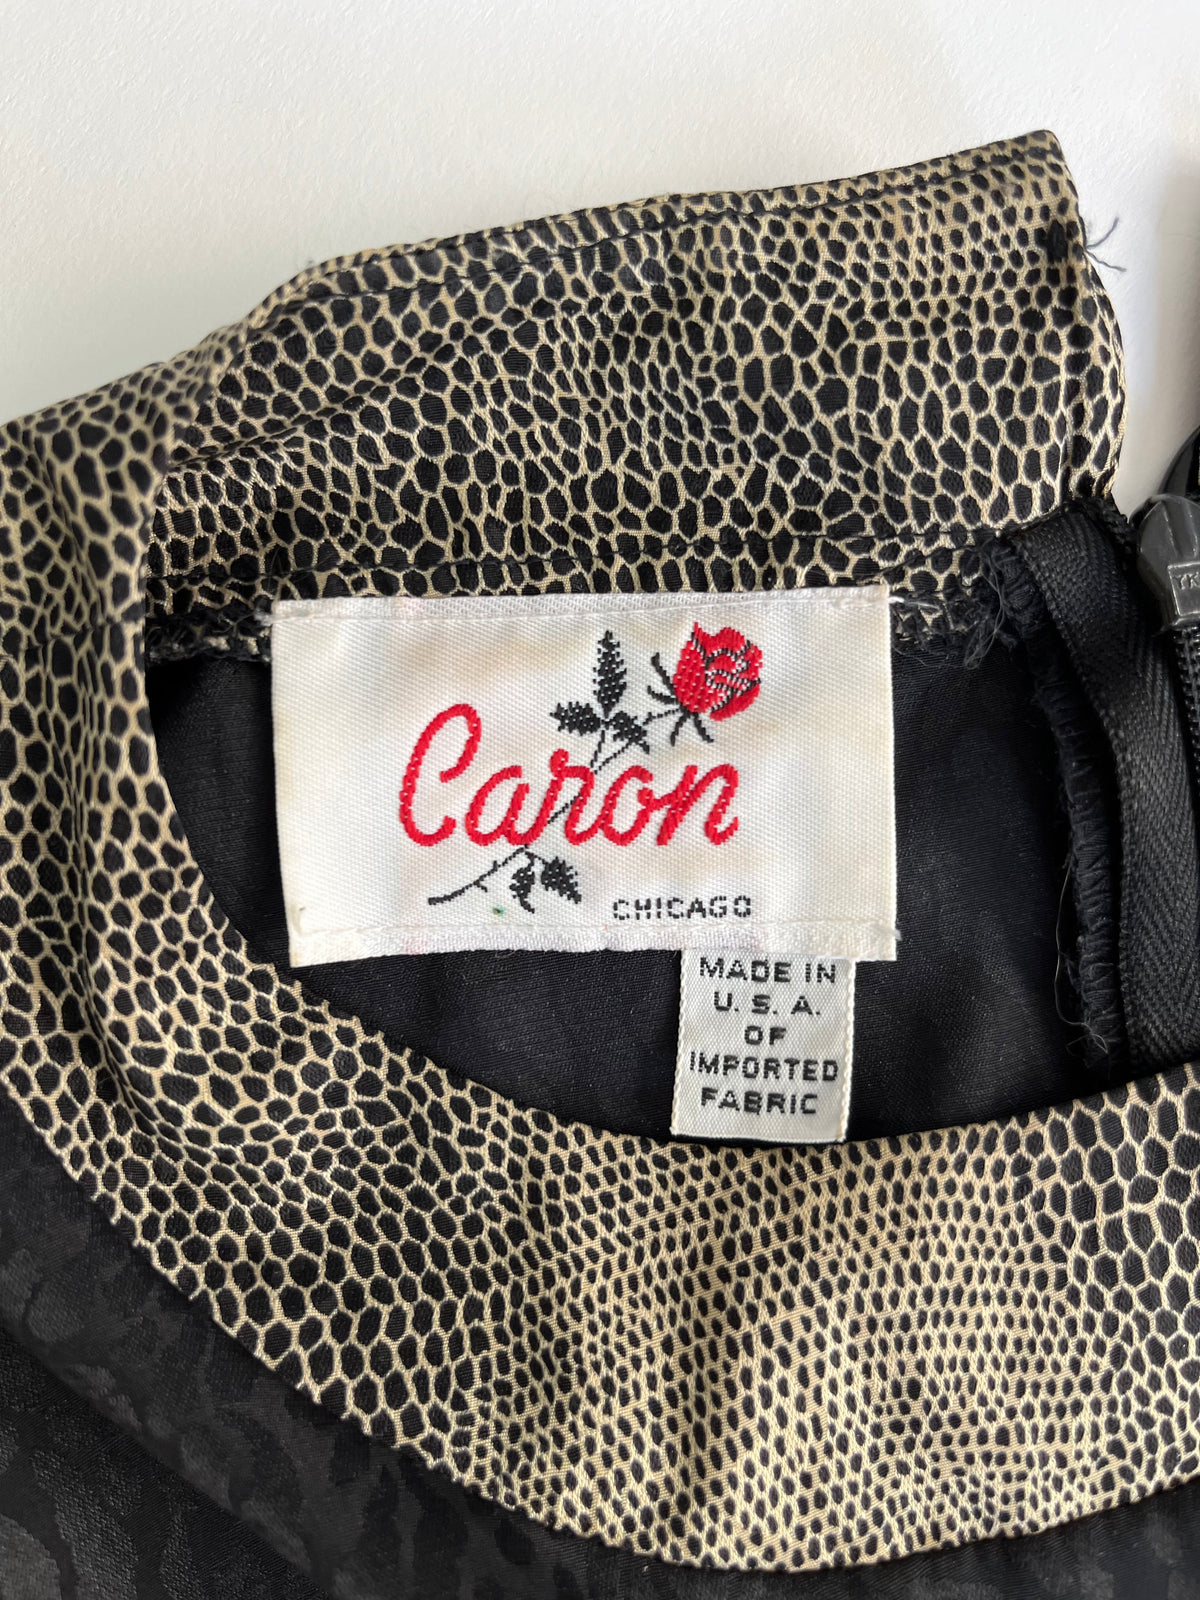 Caron
CHICAGO
MADE IN
U. S. A.
OF
IMPORTED
FABRIC